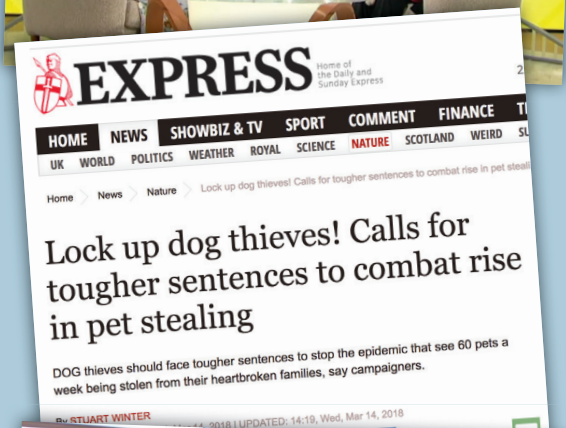 EXPRESS
Home of
the Daily and
Sunday Express
2
HOME NEWS SHOWBIZ & TV SPORT COMMENT FINANCE
UK WORLD POLITICS WEATHER ROYAL SCIENCE NATURE SCOTLAND WEIRD
Home News Nature Lock up dog thieves! Calls for tougher sentences to combat rise in pet
Lock up dog thieves! Calls for
tougher sentences to combat rise
in pet stealing
DOG thieves should face tougher sentences to stop the epidemic that see 60 pets a
week being stolen from their heartbroken families, say campaigners.
By STUART WINTER
14, 2018 | UPDATED: 14:19, Wed, Mar 14, 2018